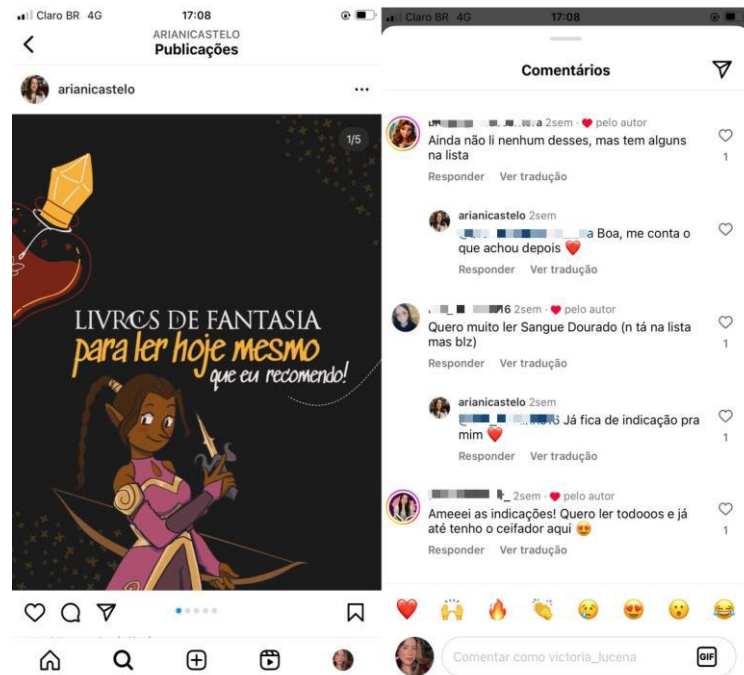 Claro BR 4G 17:08
ARIANICASTELO
Publicações
arianicastelo
1/5
LIVROS DE FANTASIA
para ler hoje mesmo
que eu recomendo!
Claro BR 4G 17:08
Comentários
a 2sem · pelo autor
Ainda não li nenhum desses, mas tem alguns
na lista
Responder Ver tradução
1
arianicastelo 2sem
a Boa, me conta o
que achou depois ❤️
Responder Ver tradução
16 2sem · pelo autor
Quero muito ler Sangue Dourado (n tá na lista
mas blz)
Responder Ver tradução
1
arianicastelo 2sem
Já fica de indicação pra
mim ❤️
Responder Ver tradução
1
2sem · pelo autor
Ameeei as indicações! Quero ler todooos e já
até tenho o ceifador aqui 😍
Responder Ver tradução
1
Comentar como victoria_lucena
GIF